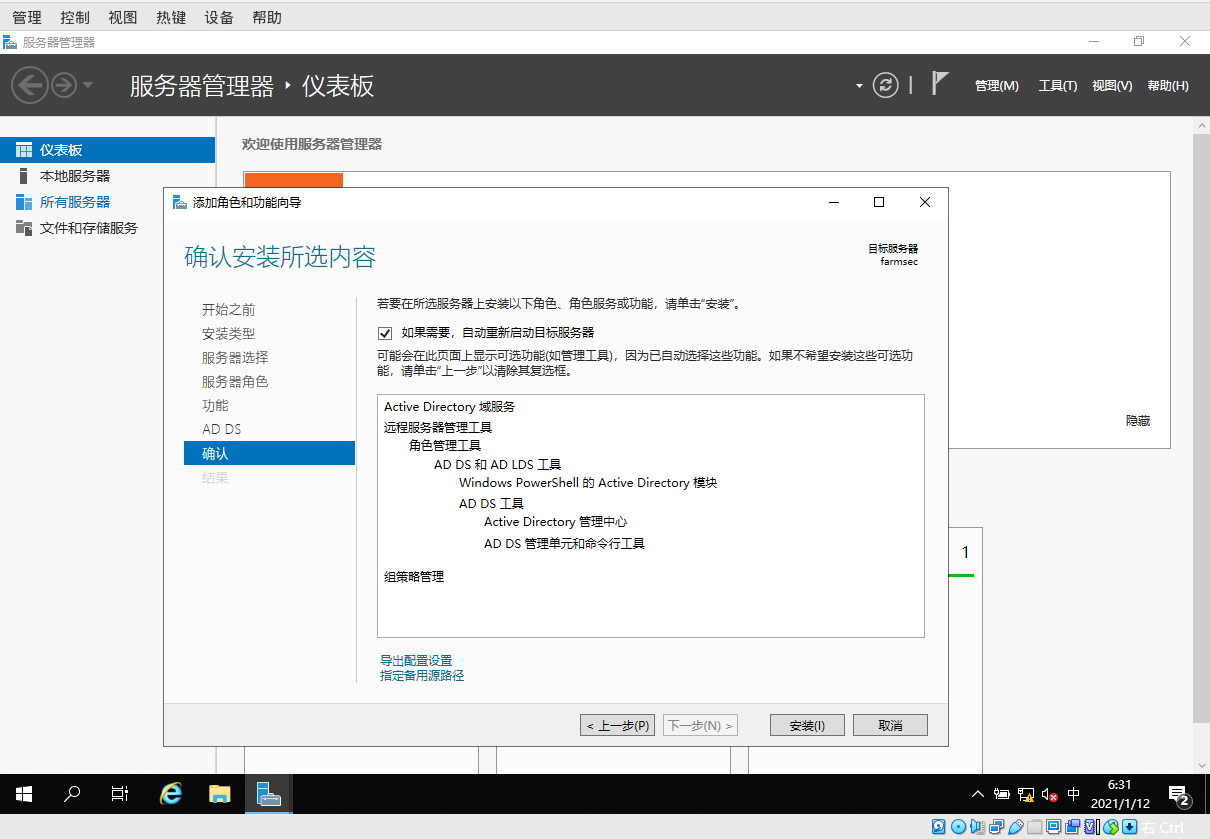 管理 控制 视图 热键 设备 帮助
服务器管理器
服务器管理器 ‣ 仪表板
管理(M) 工具(T) 视图(V) 帮助(H)
仪表板
本地服务器
所有服务器
文件和存储服务
欢迎使用服务器管理器
隐藏
1
添加角色和功能向导
确认安装所选内容
目标服务器
farmsec
开始之前
安装类型
服务器选择
服务器角色
功能
AD DS
确认
结果
若要在所选服务器上安装以下角色、角色服务或功能，请单击“安装”。
如果需要，自动重新启动目标服务器
可能会在此页面上显示可选功能(如管理工具)，因为已自动选择这些功能。如果不希望安装这些可选功
能，请单击“上一步”以清除其复选框。
Active Directory 域服务
远程服务器管理工具
角色管理工具
AD DS 和 AD LDS 工具
Windows PowerShell 的 Active Directory 模块
AD DS 工具
Active Directory 管理中心
AD DS 管理单元和命令行工具
组策略管理
导出配置设置
指定备用源路径
< 上一步(P) 下一步(N) > 安装(I) 取消
中
6:31
2021/1/12
2
右 Ctrl